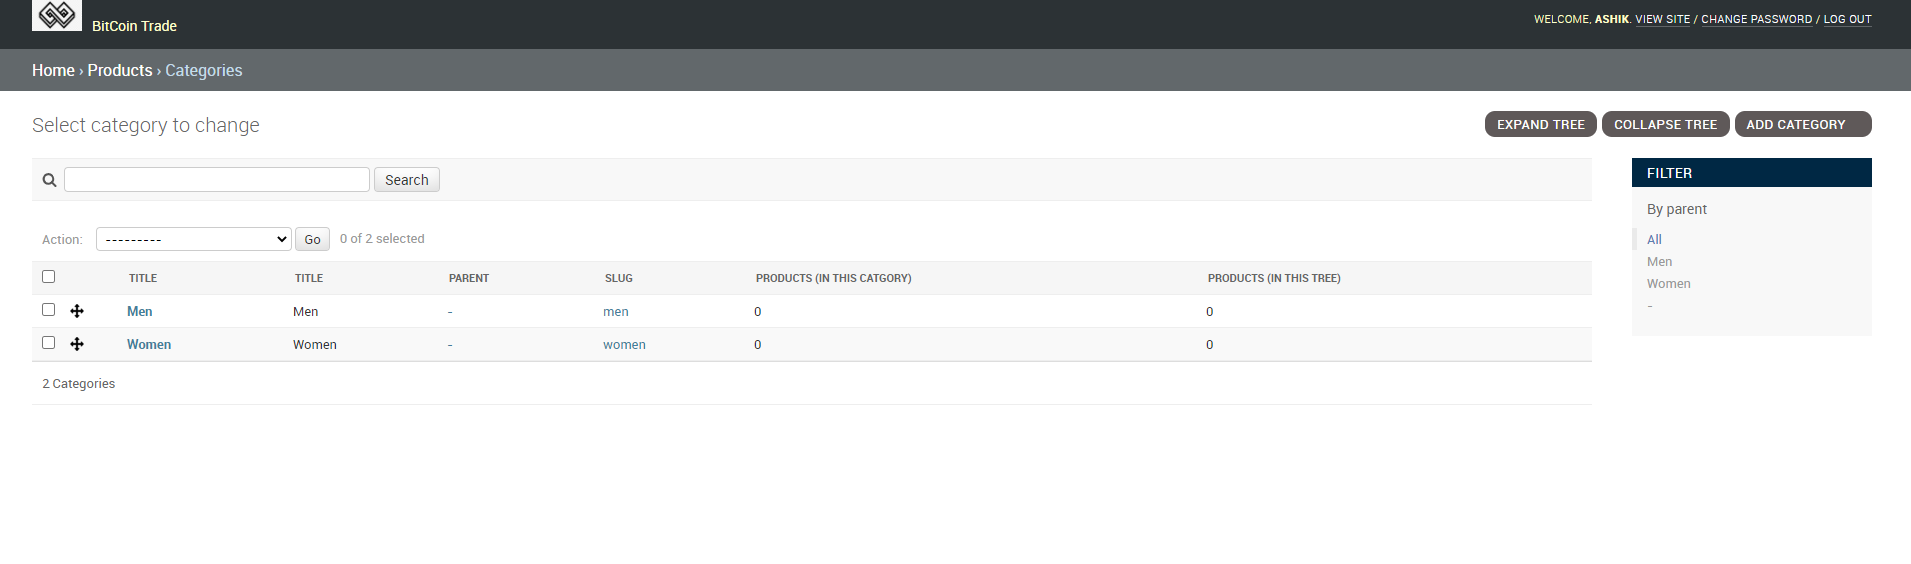 BitCoin Trade
WELCOME, ASHIK. VIEW SITE / CHANGE PASSWORD / LOG OUT
Home › Products › Categories
Select category to change
EXPAND TREE COLLAPSE TREE ADD CATEGORY
Search
FILTER
By parent
All
Men
Women
-
Action: --------- Go 0 of 2 selected
TITLE TITLE PARENT SLUG PRODUCTS (IN THIS CATGORY) PRODUCTS (IN THIS TREE)
Men Men - men 0 0
Women Women - women 0 0
2 Categories